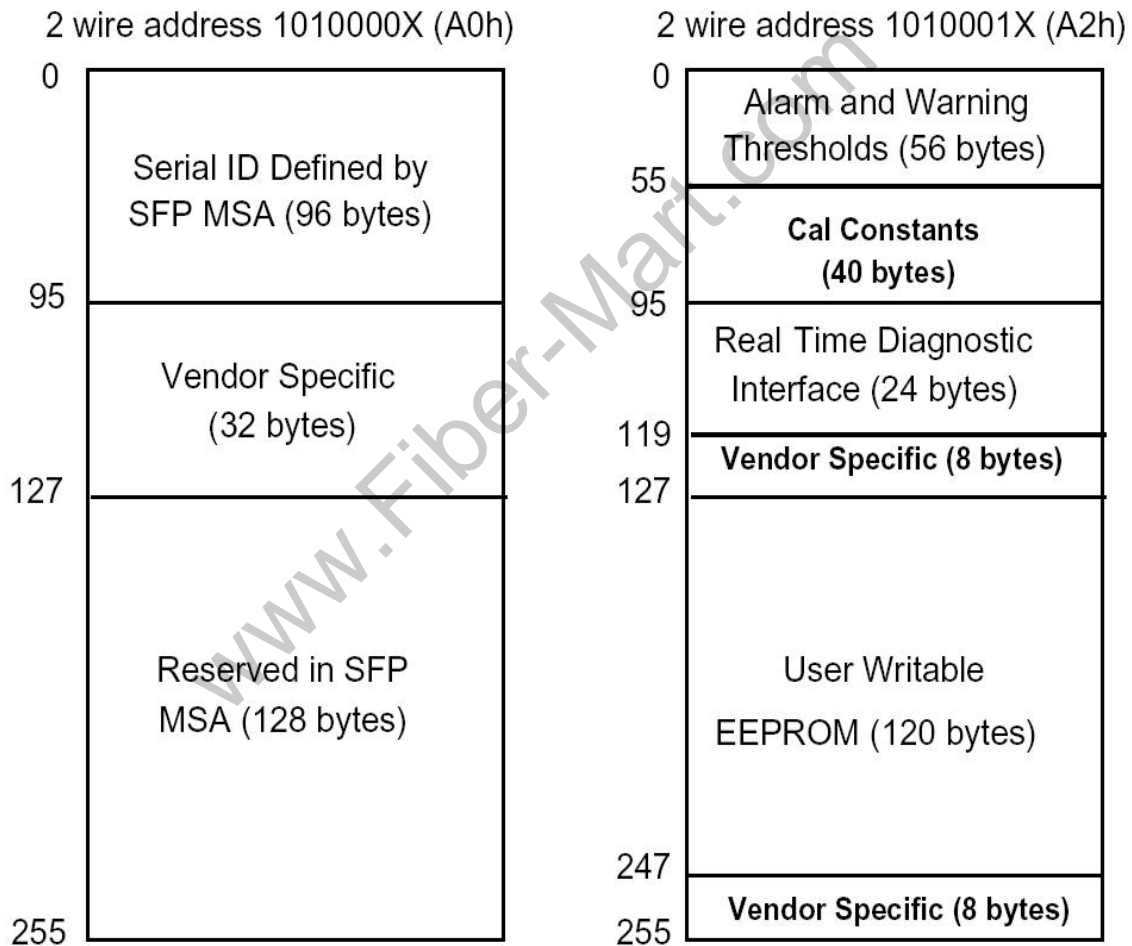 2 wire address 1010000X (A0h)
0
Serial ID Defined by
SFP MSA (96 bytes)
95
Vendor Specific
(32 bytes)
127
Reserved in SFP
MSA (128 bytes)
255
2 wire address 1010001X (A2h)
0
Alarm and Warning
Thresholds (56 bytes)
55
Cal Constants
(40 bytes)
95
Real Time Diagnostic
Interface (24 bytes)
119
Vendor Specific (8 bytes)
127
User Writable
EEPROM (120 bytes)
247
Vendor Specific (8 bytes)
255
www.Fiber-Mart.com